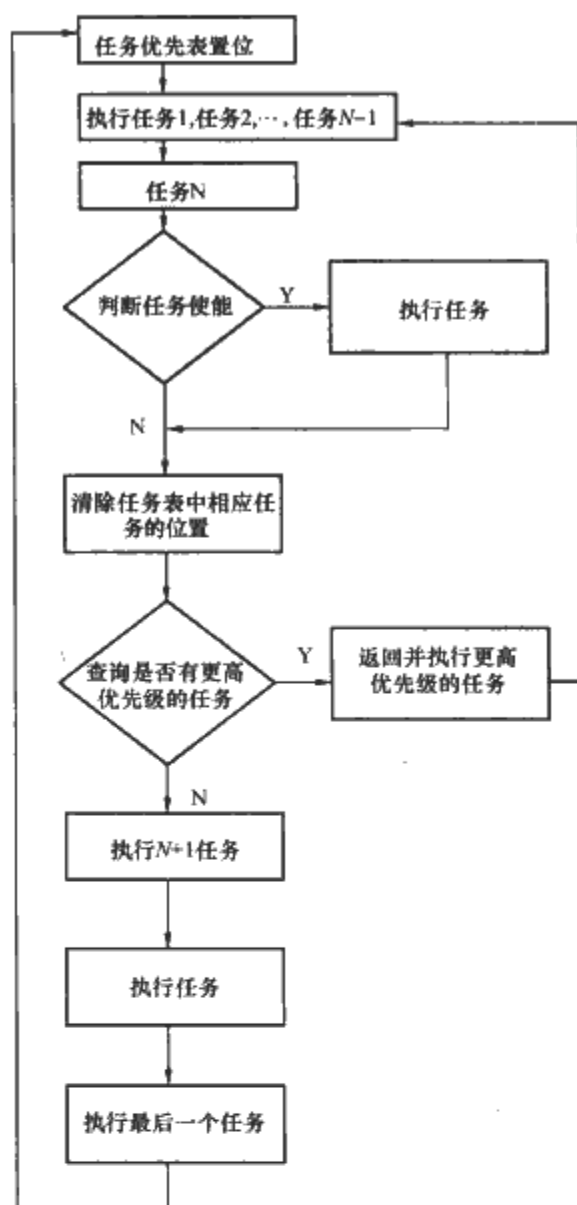 任务优先表置位
执行任务1,任务2,…,任务N-1
任务N
判断任务使能
Y
执行任务
N
清除任务表中相应任
务的位置
查询是否有更高
优先级的任务
Y
返回并执行更高
优先级的任务
N
执行N+1任务
执行任务
执行最后一个任务